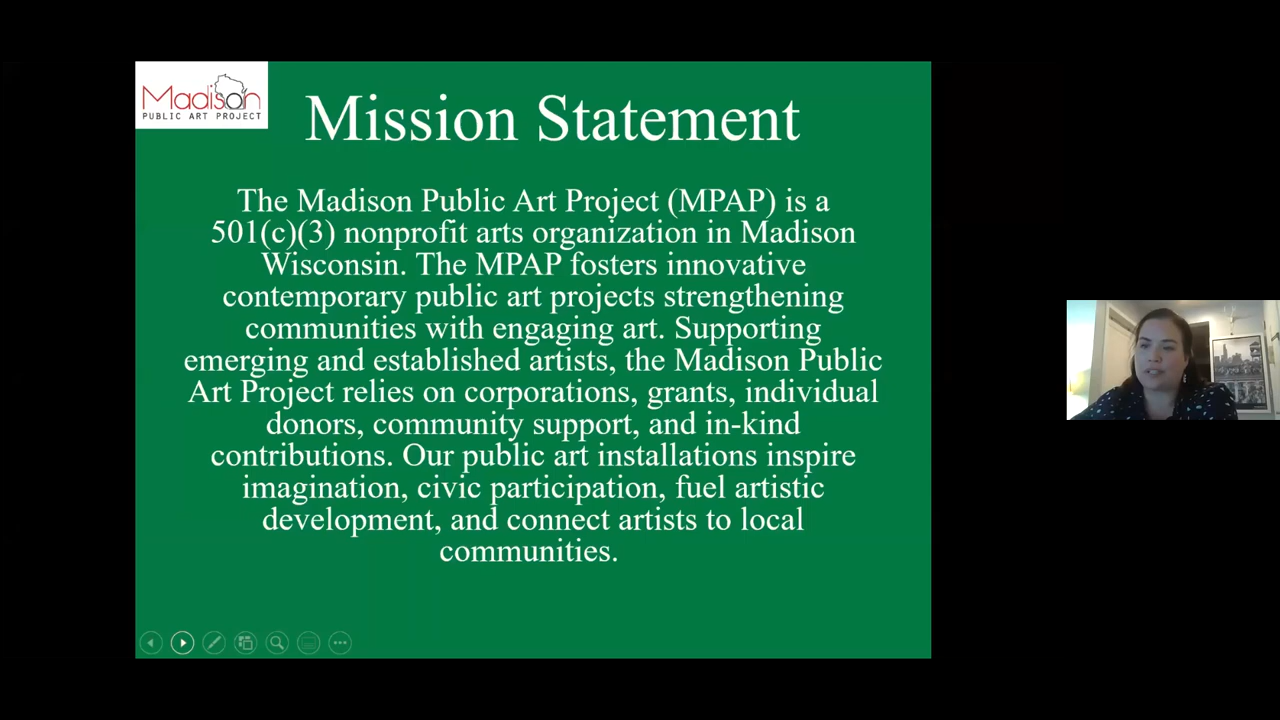 Madison
PUBLIC ART PROJECT
Mission Statement
The Madison Public Art Project (MPAP) is a
501(c)(3) nonprofit arts organization in Madison
Wisconsin. The MPAP fosters innovative
contemporary public art projects strengthening
communities with engaging art. Supporting
emerging and established artists, the Madison Public
Art Project relies on corporations, grants, individual
donors, community support, and in-kind
contributions. Our public art installations inspire
imagination, civic participation, fuel artistic
development, and connect artists to local
communities.